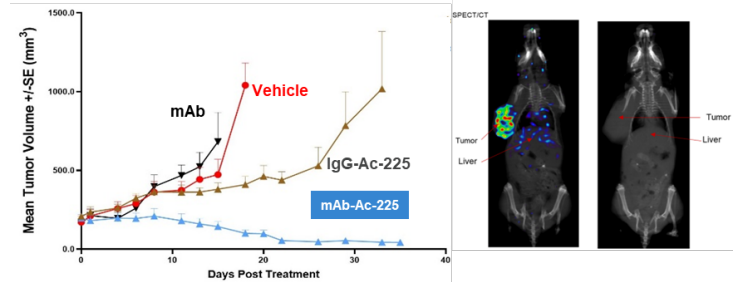 Mean Tumor Volume +/-SE (mm³)
1500.0
1000.0
500.0
0.0
0
10
20
30
40
Days Post Treatment
mAb
Vehicle
IgG-Ac-225
mAb-Ac-225
SPECT/CT
Tumor
Liver
Tumor
Liver